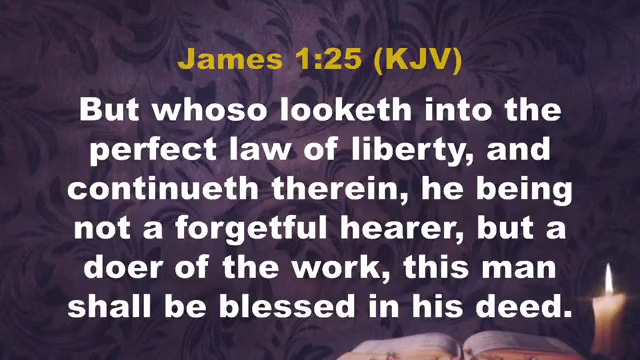 James 1:25 (KJV)
But whoso looketh into the
perfect law of liberty, and
continueth therein, he being
not a forgetful hearer, but a
doer of the work, this man
shall be blessed in his deed.